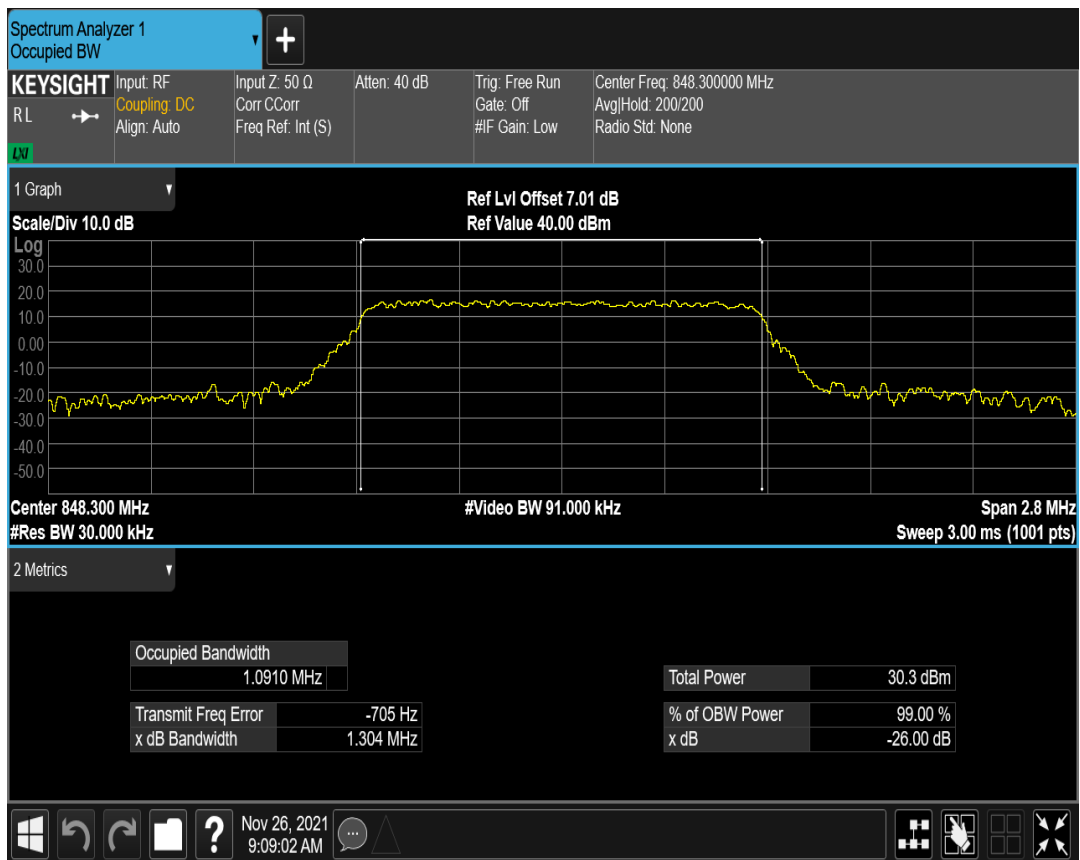 Spectrum Analyzer 1
Occupied BW
+
KEYSIGHT
R L
LXI
Input: RF
Coupling: DC
Align: Auto
Input Z: 50 Ω
Corr CCorr
Freq Ref: Int (S)
Atten: 40 dB
Trig: Free Run
Gate: Off
#IF Gain: Low
Center Freq: 848.300000 MHz
Avg|Hold: 200/200
Radio Std: None
1 Graph
Ref Lvl Offset 7.01 dB
Scale/Div 10.0 dB
Ref Value 40.00 dBm
Log
30.0
20.0
10.0
0.00
-10.0
-20.0
-30.0
-40.0
-50.0
Center 848.300 MHz
#Video BW 91.000 kHz
Span 2.8 MHz
#Res BW 30.000 kHz
Sweep 3.00 ms (1001 pts)
2 Metrics
Occupied Bandwidth
1.0910 MHz
Total Power 30.3 dBm
Transmit Freq Error -705 Hz
% of OBW Power 99.00 %
x dB Bandwidth 1.304 MHz
x dB -26.00 dB
?
Nov 26, 2021
9:09:02 AM